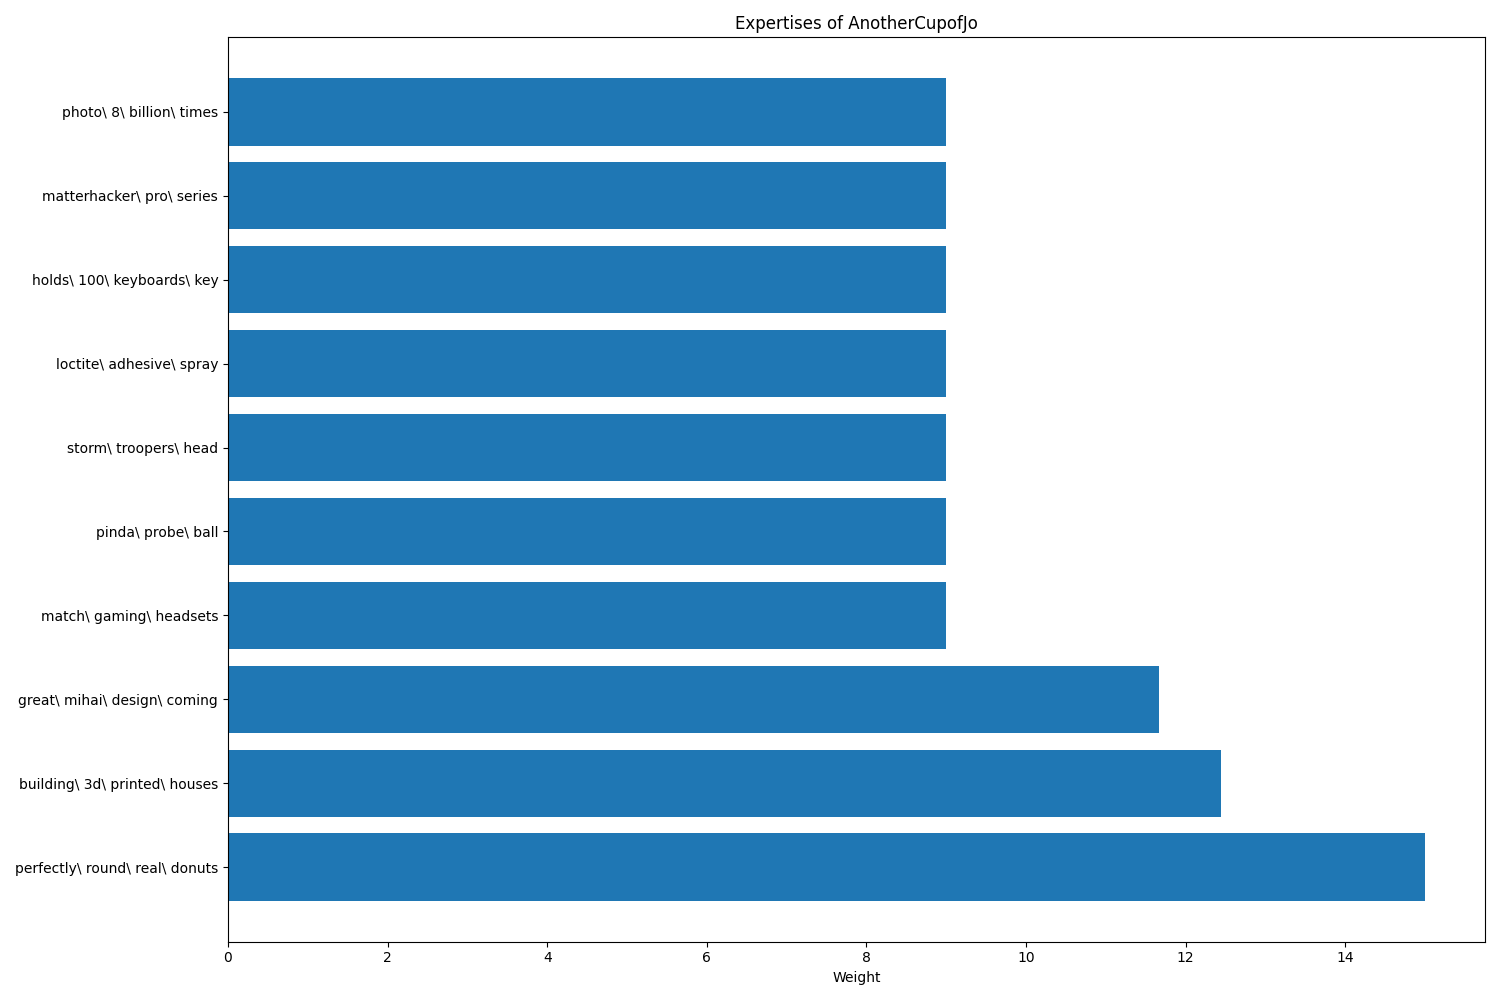 Expertises of AnotherCupofJo
photo\ 8\ billion\ times
matterhacker\ pro\ series
holds\ 100\ keyboards\ key
loctite\ adhesive\ spray
storm\ troopers\ head
pinda\ probe\ ball
match\ gaming\ headsets
great\ mihai\ design\ coming
building\ 3d\ printed\ houses
perfectly\ round\ real\ donuts
0 2 4 6 8 10 12 14
Weight